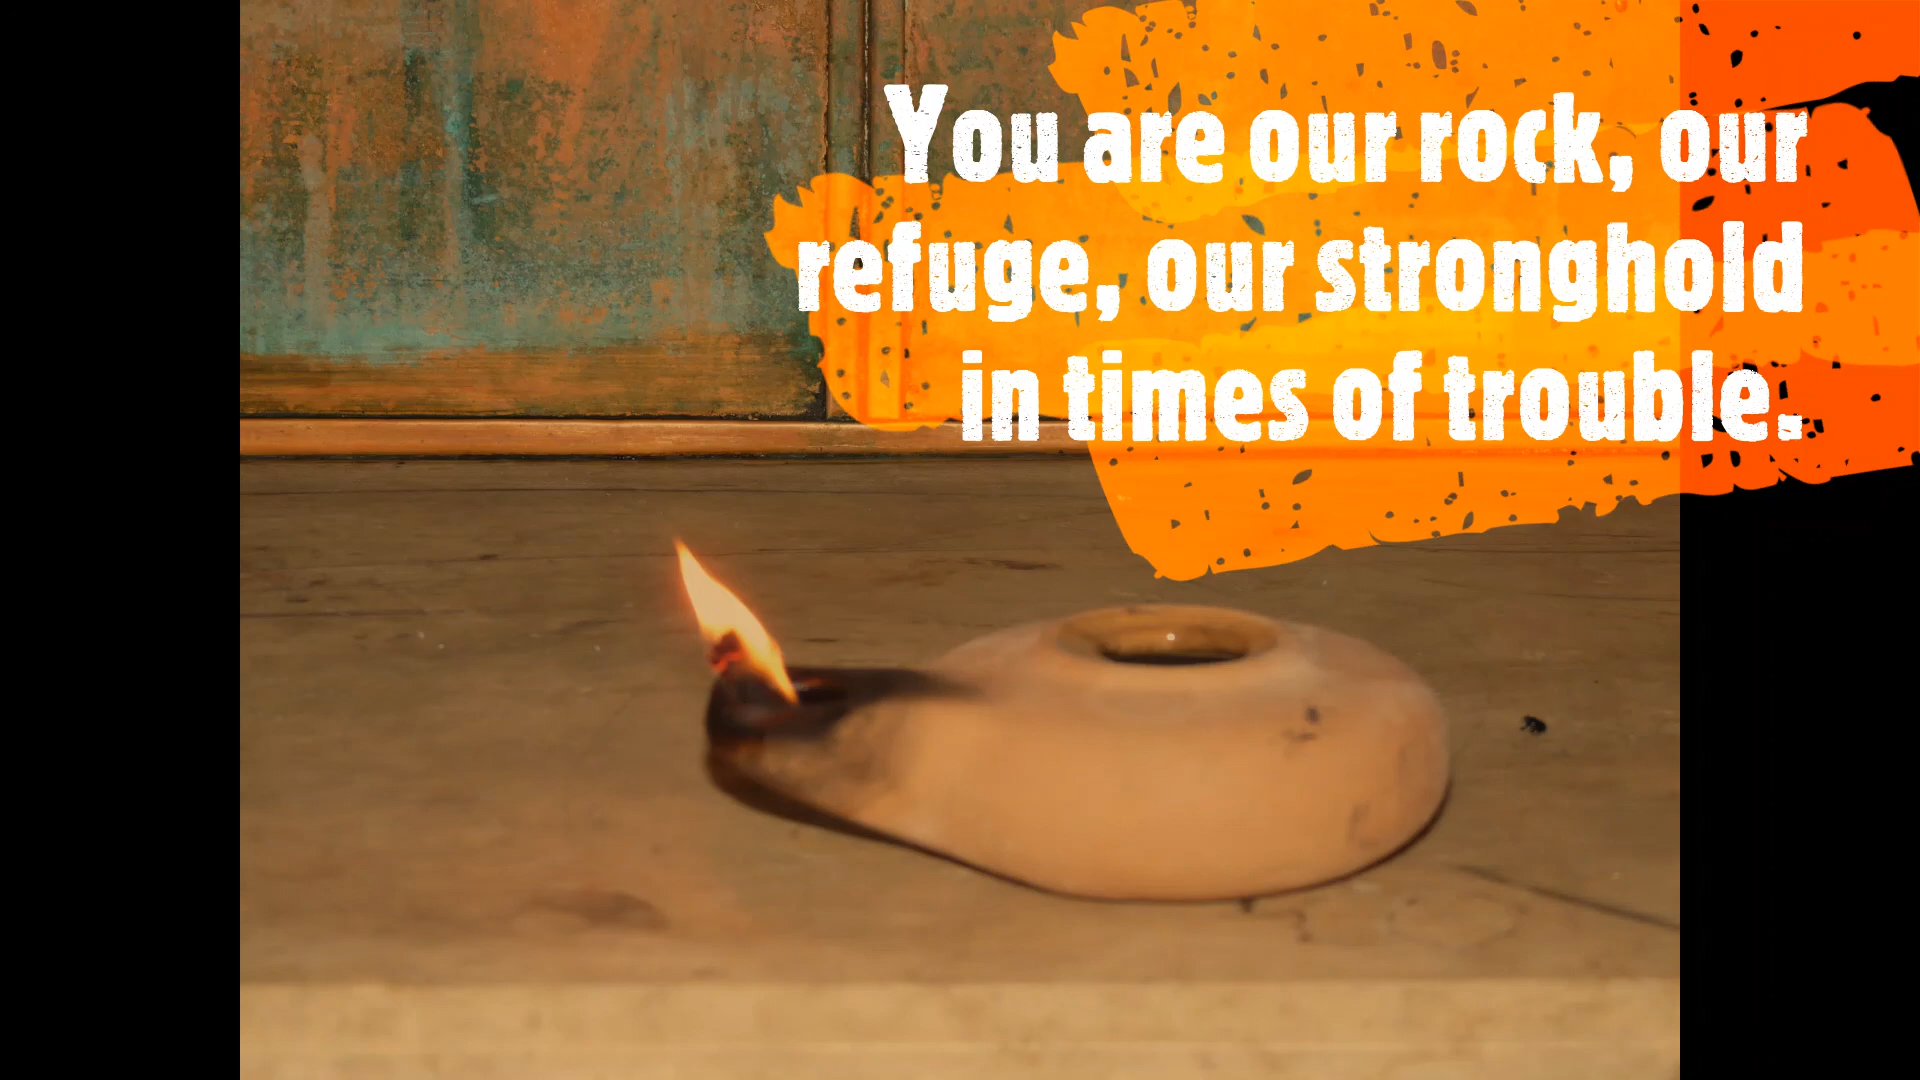 You are our rock, our
refuge, our stronghold
in times of trouble.